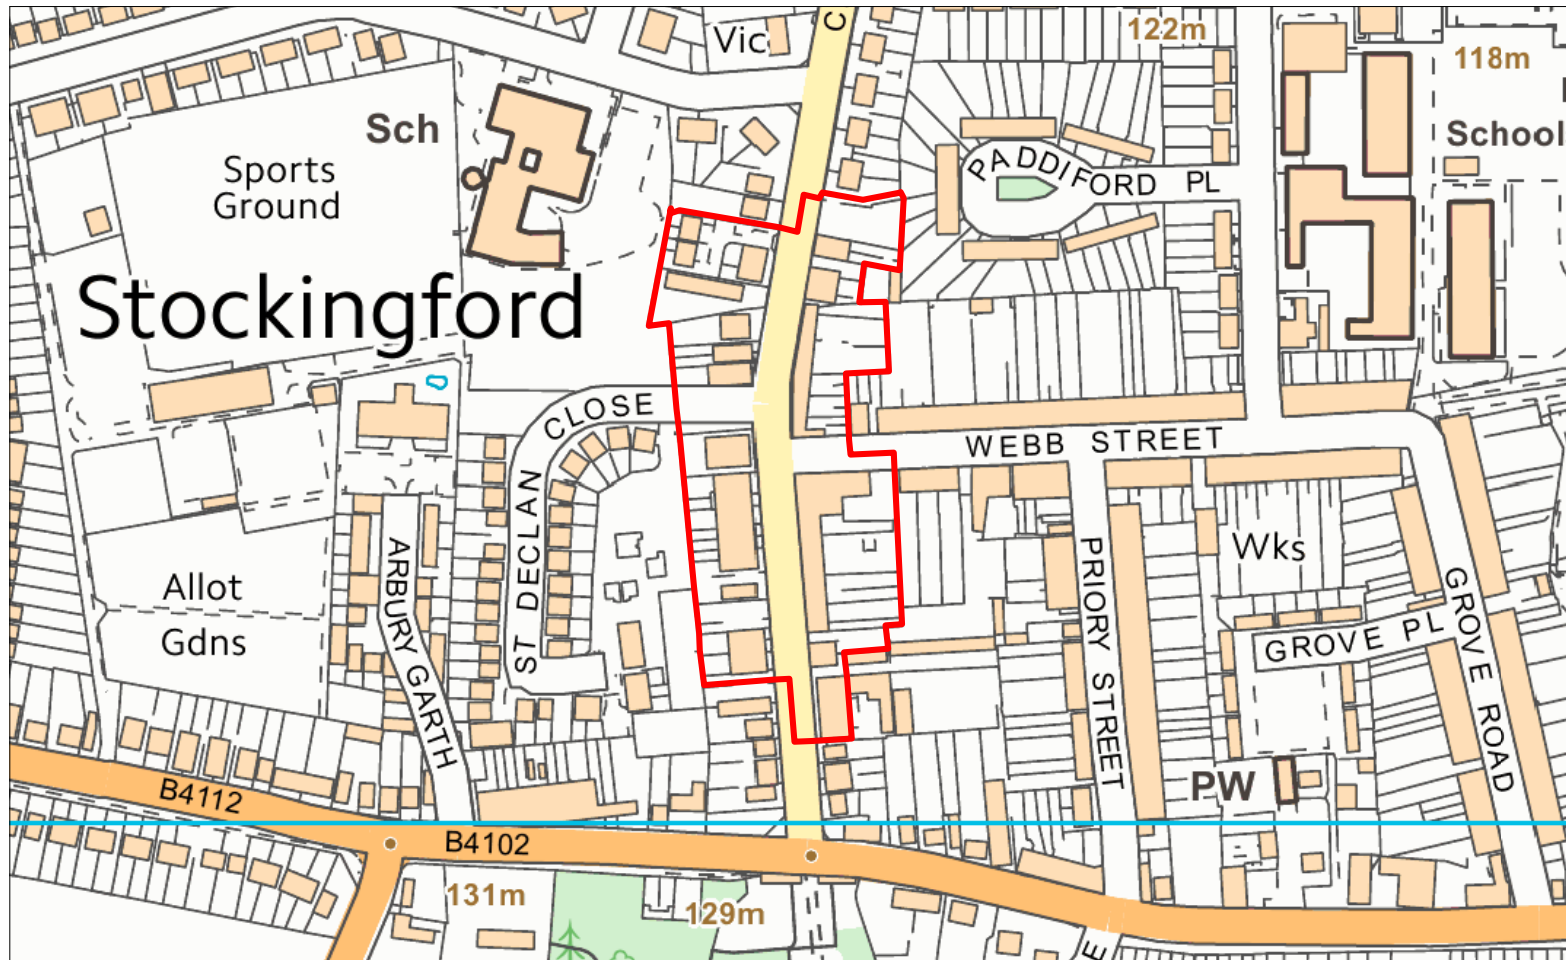 C
Vic
122m
118m
Sch
School
Sports
Ground
PADDIFORD PL
Stockingford
CLOSE
WEBB STREET
ST DECLAN
ARBURY GARTH
Allot
Gdns
Wks
PRIORY STREET
GROVE PL
GROVE ROAD
PW
B4112
B4102
131m
129m
E